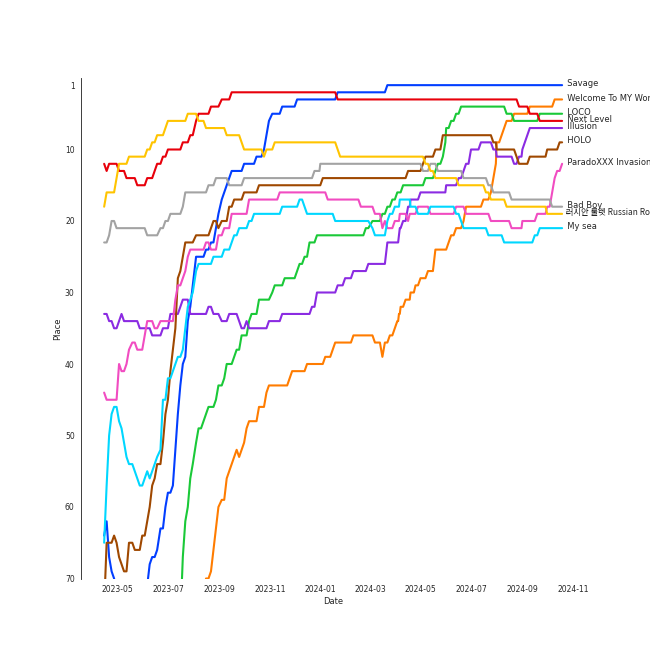 1
10
20
30
40
50
60
70
Place
2023-05
2023-07
2023-09
2023-11
2024-01
2024-03
2024-05
2024-07
2024-09
2024-11
Date
Savage
Welcome To MY Wor
LOCO
Next Level
Illusion
HOLO
ParadoXXX Invasion
Bad Boy
러시안 룰렛 Russian Ro
My sea